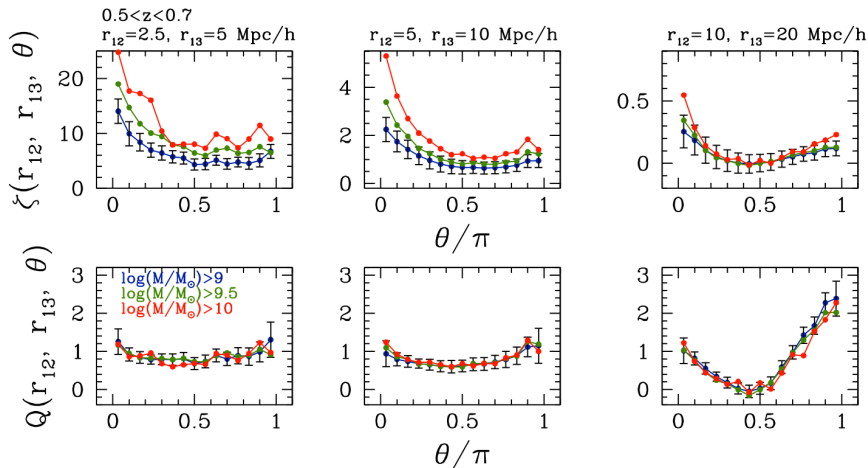 0.5<z<0.7
r₁₂=2.5, r₁₃=5 Mpc/h
r₁₂=5, r₁₃=10 Mpc/h
r₁₂=10, r₁₃=20 Mpc/h
ζ(r₁₂, r₁₃, θ)
20
10
0
0 0.5 1
4
2
0
0 0.5 1
θ/π
0.5
0
0 0.5 1
θ/π
Q(r₁₂, r₁₃, θ)
3
2
1
0
log(M/M☉)>9
log(M/M☉)>9.5
log(M/M☉)>10
0 0.5 1
3
2
1
0
0 0.5 1
θ/π
3
2
1
0
0 0.5 1